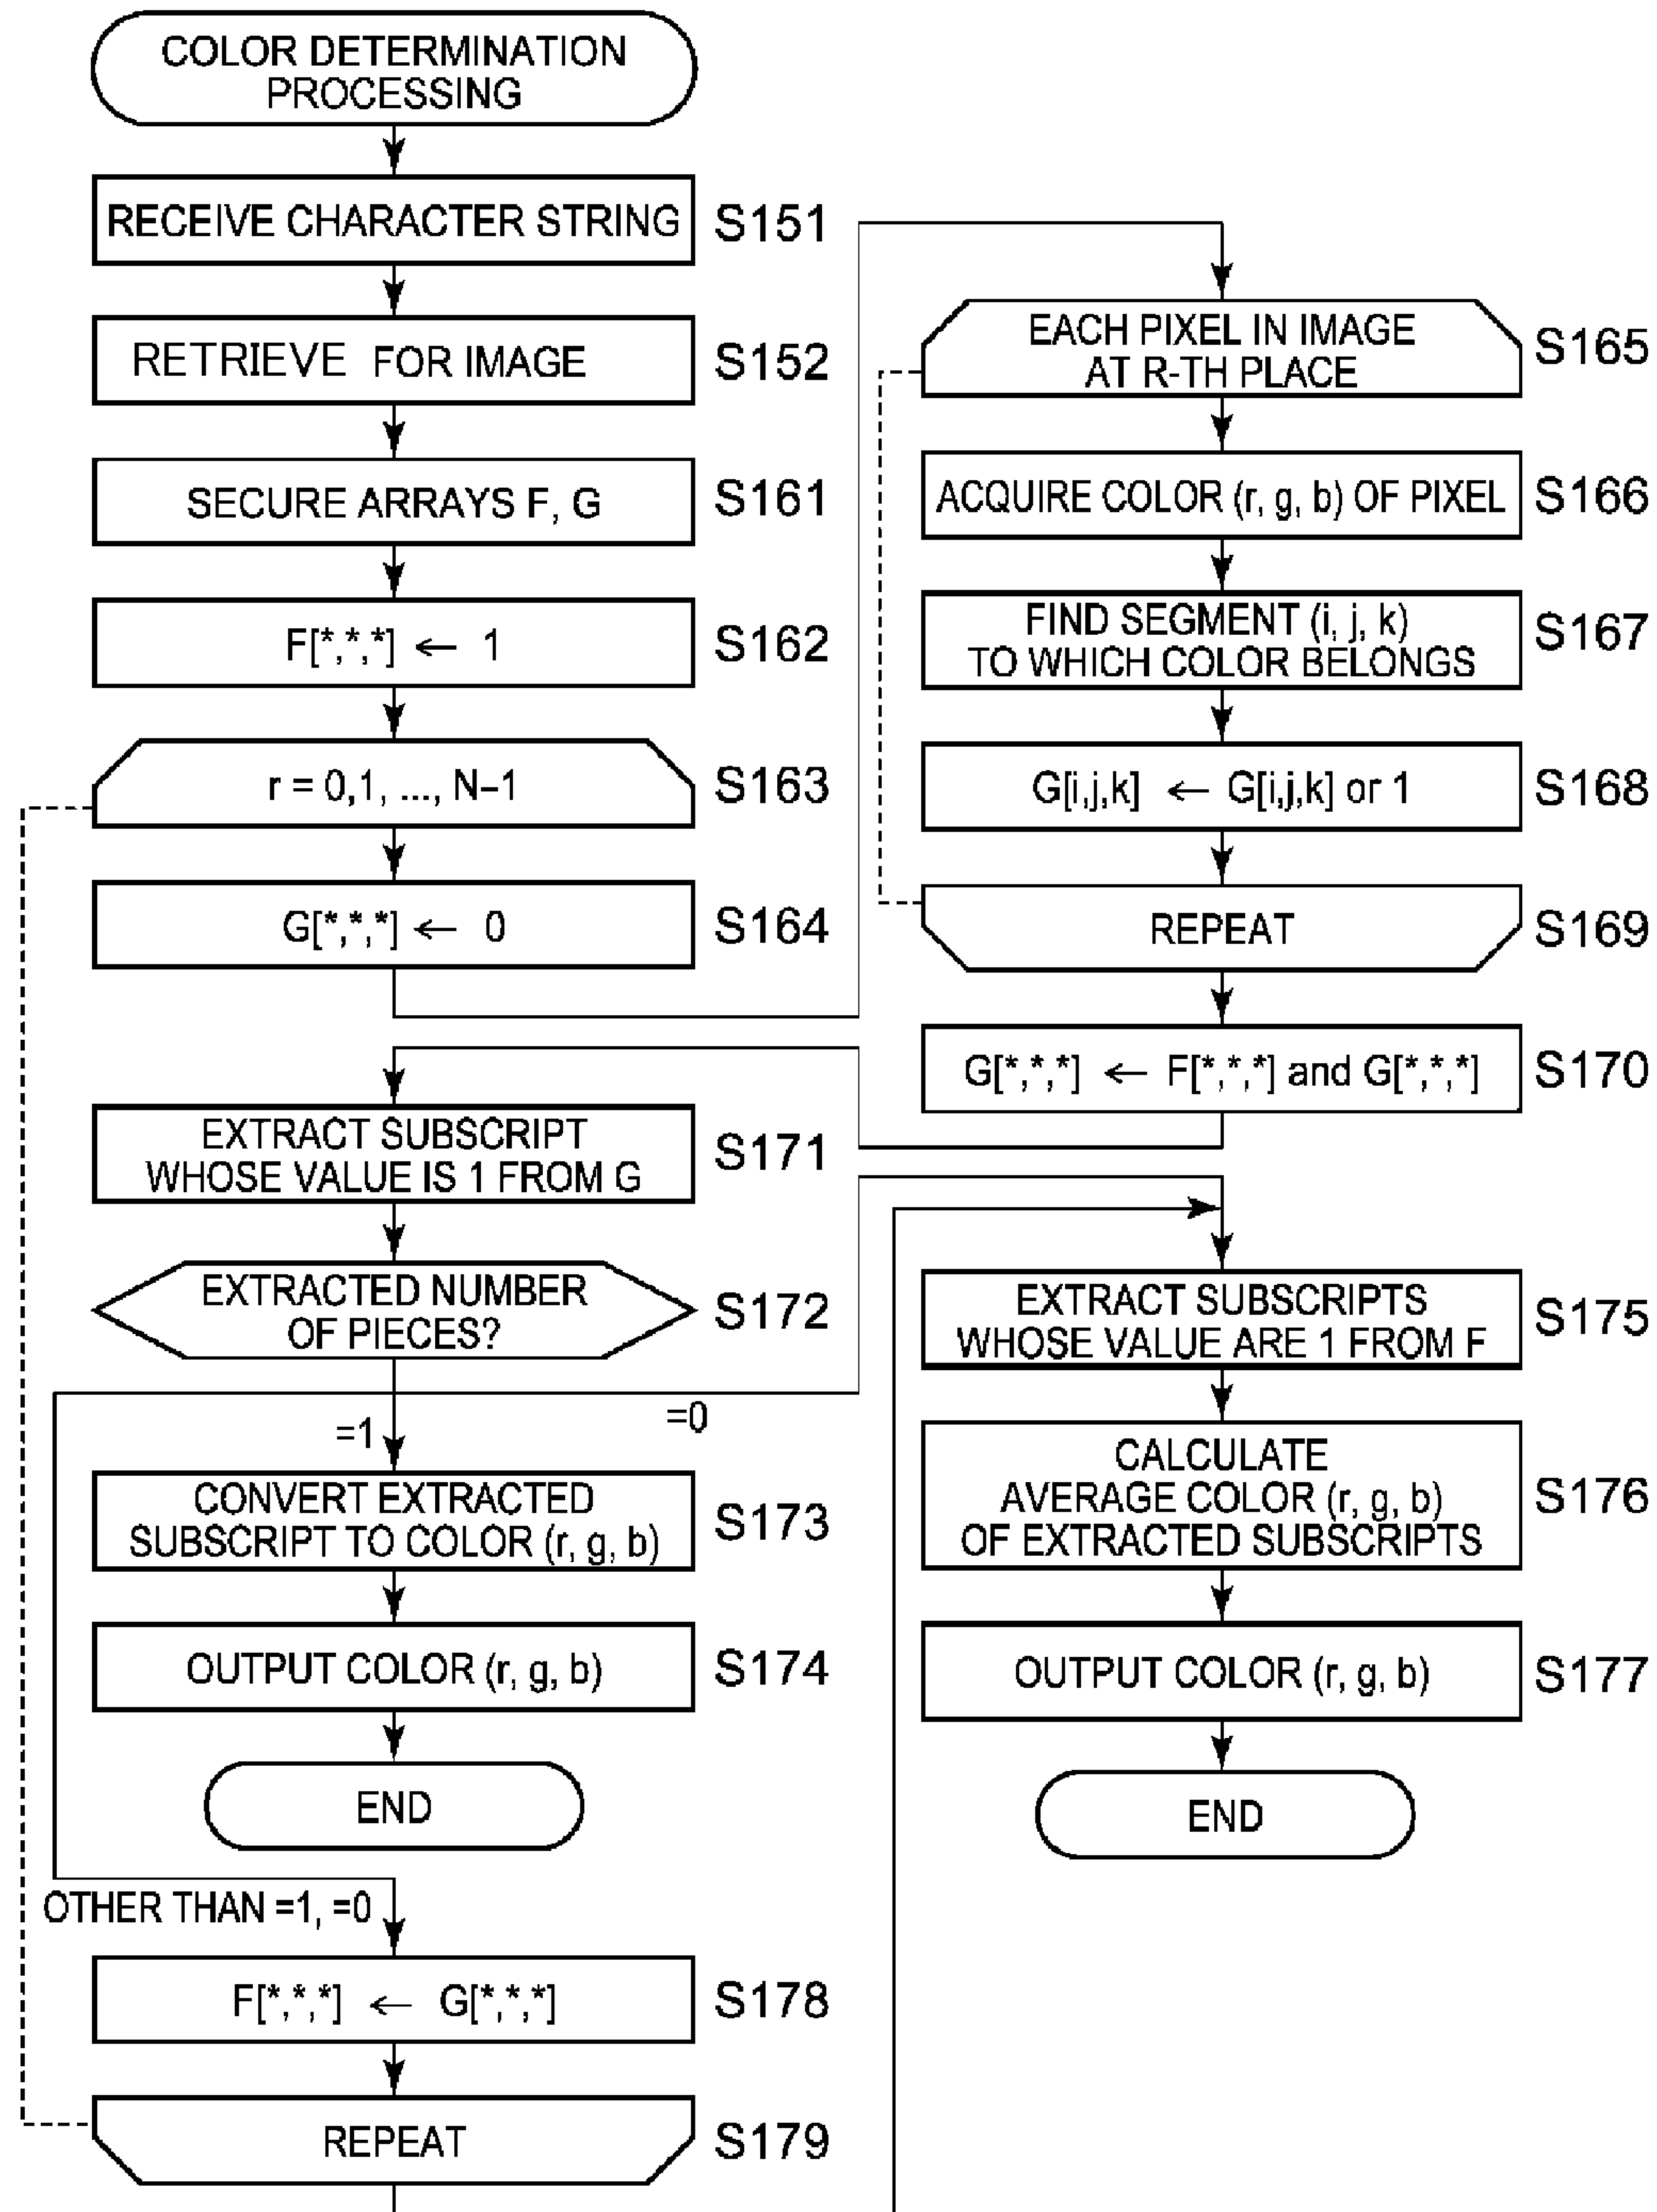 COLOR DETERMINATION
PROCESSING
RECEIVE CHARACTER STRING
S151
RETRIEVE FOR IMAGE
S152
SECURE ARRAYS F, G
S161
F[*,*,*] ← 1
S162
r = 0,1, ..., N–1
S163
G[*,*,*] ← 0
S164
EACH PIXEL IN IMAGE
AT R-TH PLACE
S165
ACQUIRE COLOR (r, g, b) OF PIXEL
S166
FIND SEGMENT (i, j, k)
TO WHICH COLOR BELONGS
S167
G[i,j,k] ← G[i,j,k] or 1
S168
REPEAT
S169
G[*,*,*] ← F[*,*,*] and G[*,*,*]
S170
EXTRACT SUBSCRIPT
WHOSE VALUE IS 1 FROM G
S171
EXTRACTED NUMBER
OF PIECES?
S172
=1
=0
CONVERT EXTRACTED
SUBSCRIPT TO COLOR (r, g, b)
S173
OUTPUT COLOR (r, g, b)
S174
END
EXTRACT SUBSCRIPTS
WHOSE VALUE ARE 1 FROM F
S175
CALCULATE
AVERAGE COLOR (r, g, b)
OF EXTRACTED SUBSCRIPTS
S176
OUTPUT COLOR (r, g, b)
S177
END
OTHER THAN =1, =0
F[*,*,*] ← G[*,*,*]
S178
REPEAT
S179